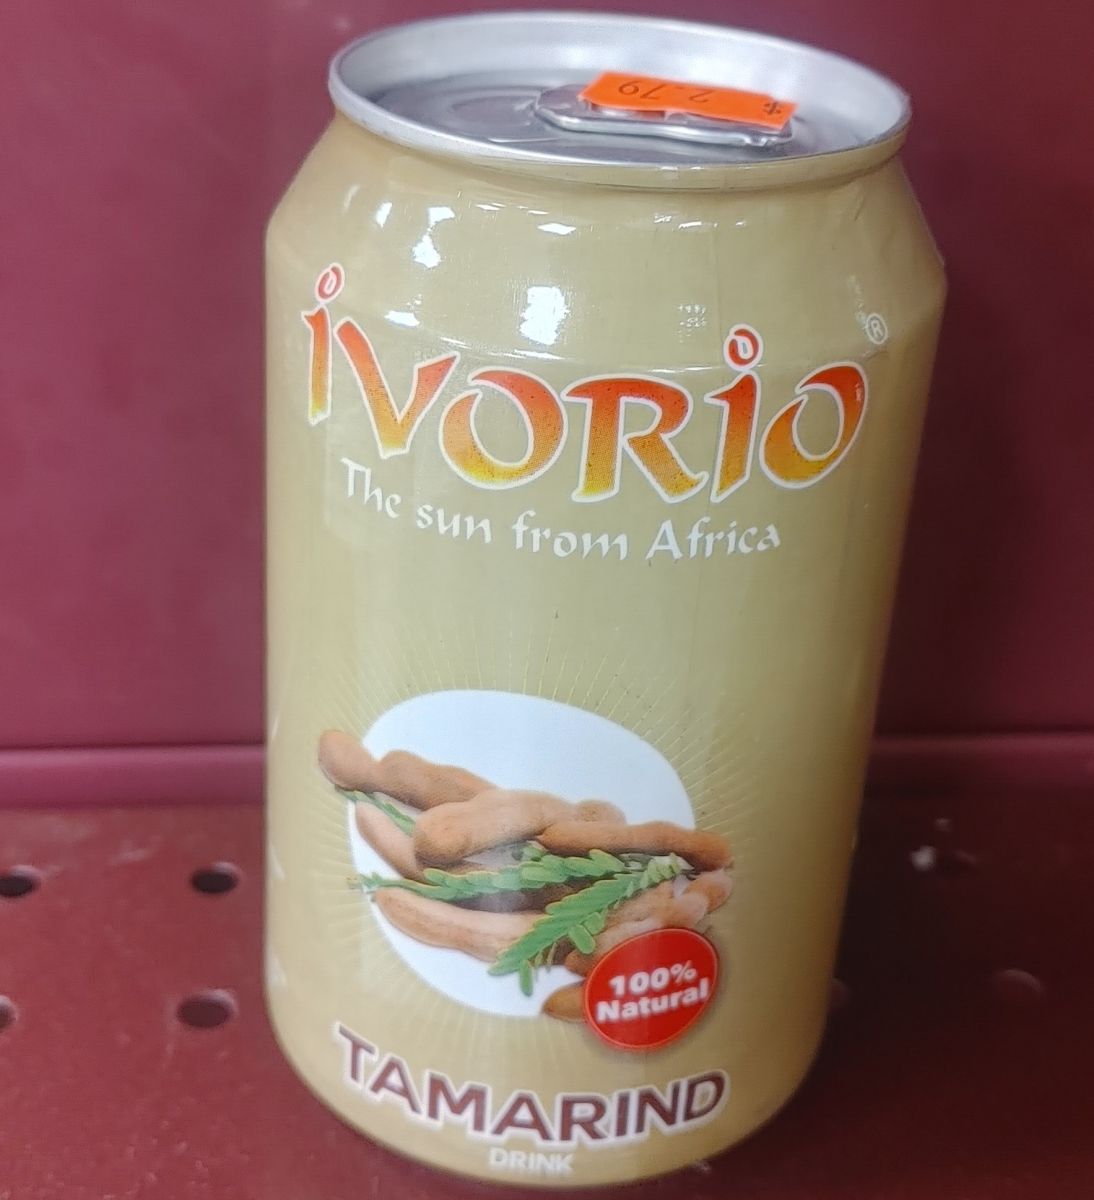 $ 2.79
iVORiO®
The sun from Africa
100%
Natural
TAMARIND
DRINK